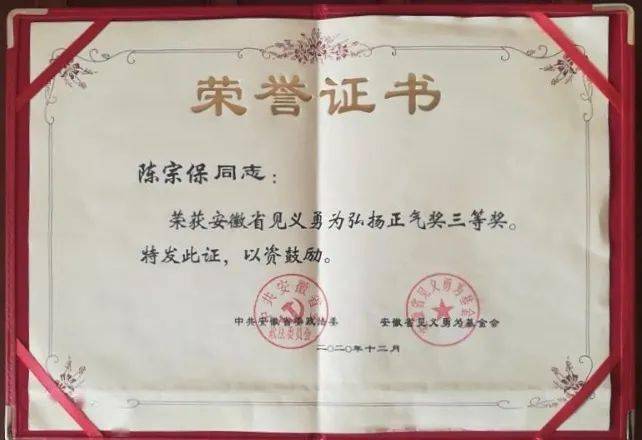 荣誉证书
陈宗保同志：
荣获安徽省见义勇为弘扬正气奖三等奖。
特发此证，以资鼓励。
中共安徽省委政法委
安徽省见义勇为基金会
二〇二〇年十二月